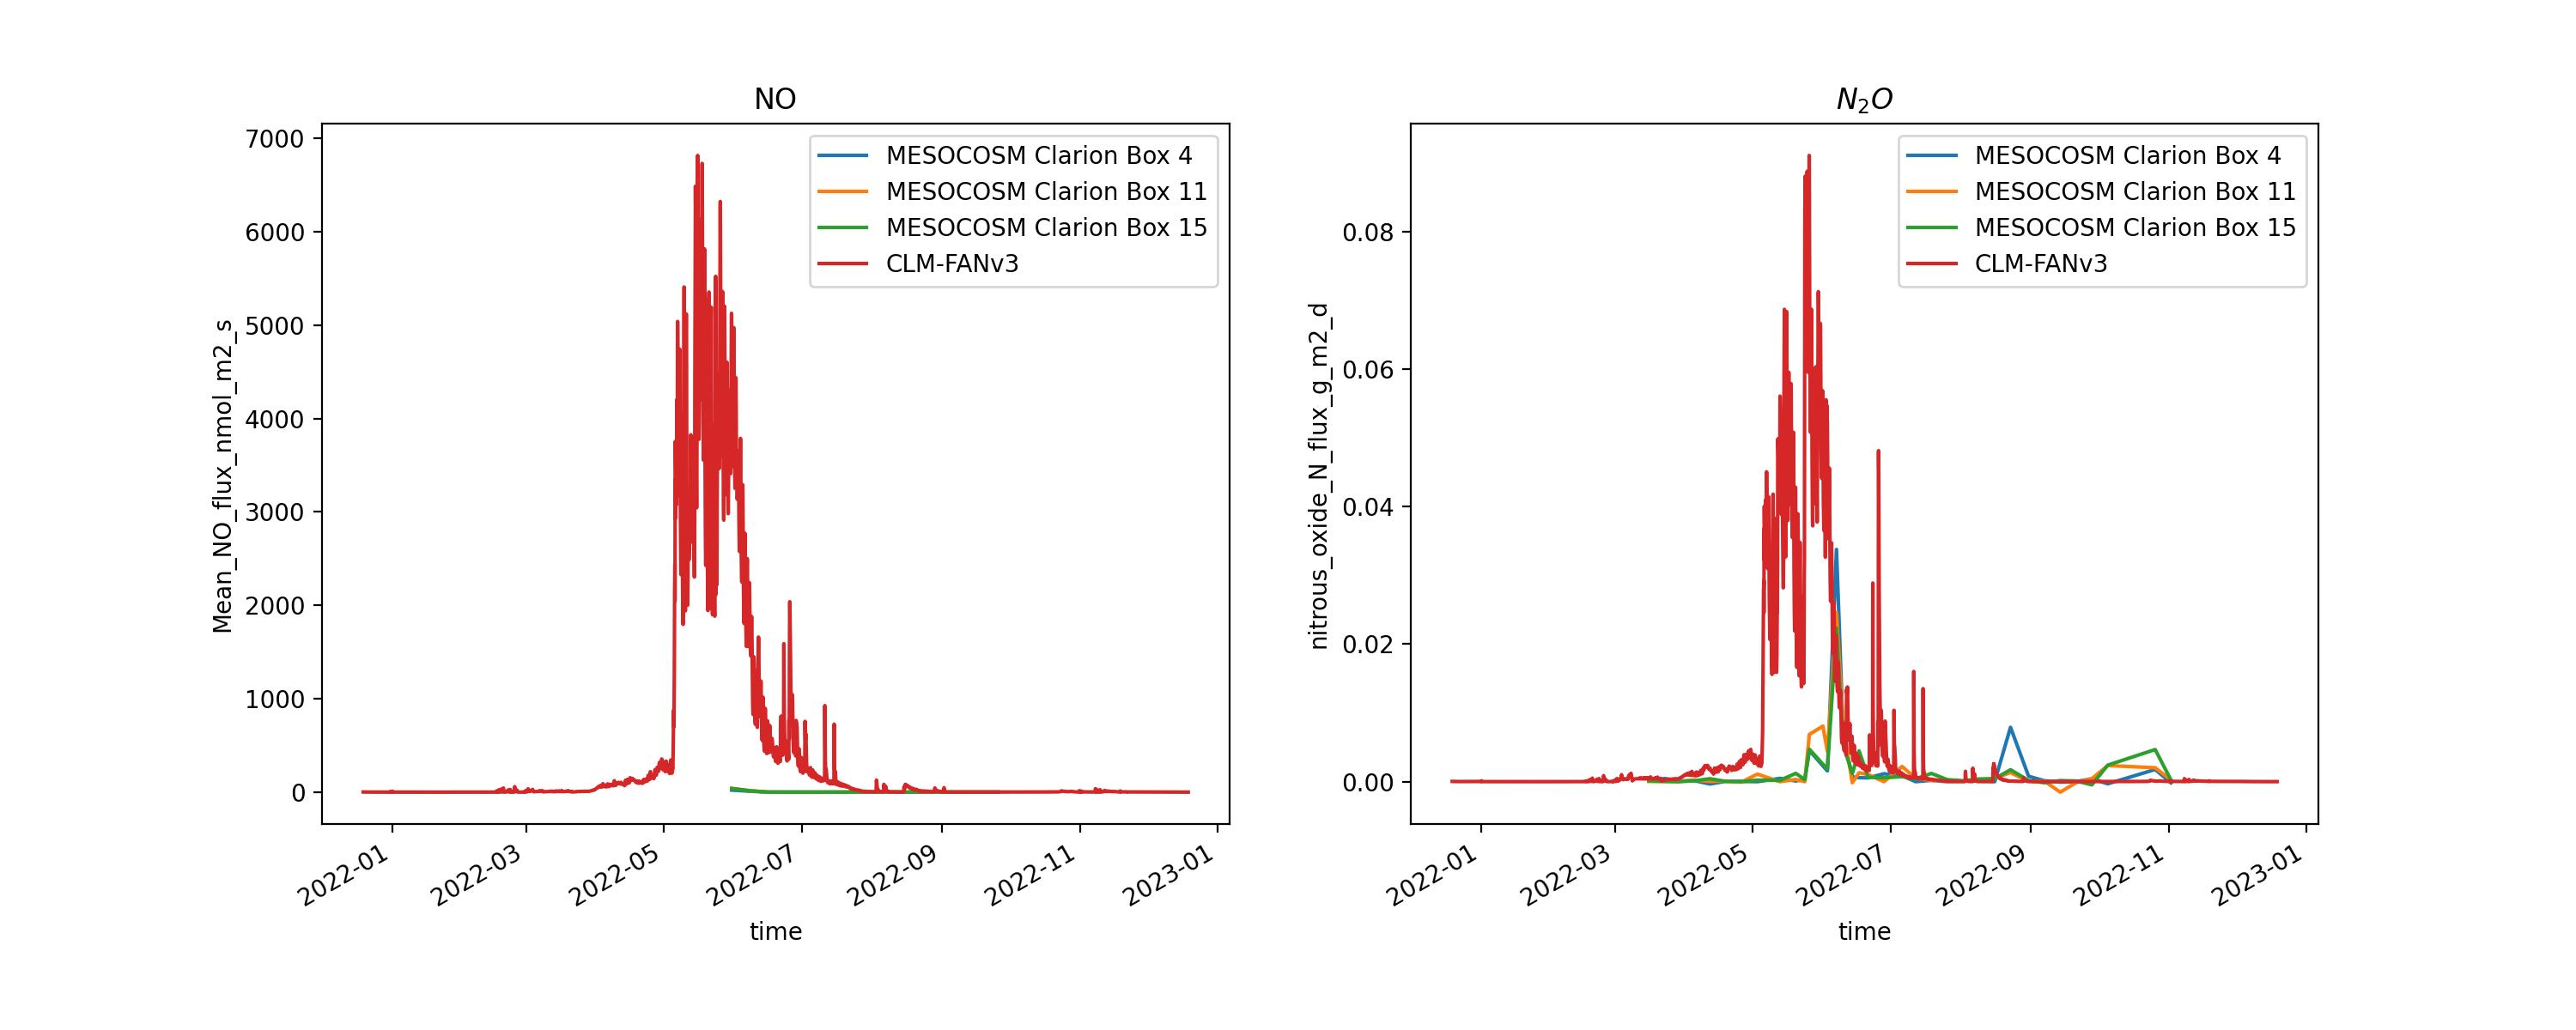 NO
Mean_NO_flux_nmol_m2_s
7000
6000
5000
4000
3000
2000
1000
0
MESOCOSM Clarion Box 4
MESOCOSM Clarion Box 11
MESOCOSM Clarion Box 15
CLM-FANv3
2022-01
2022-03
2022-05
2022-07
2022-09
2022-11
2023-01
time
N₂O
nitrous_oxide_N_flux_g_m2_d
0.08
0.06
0.04
0.02
0.00
MESOCOSM Clarion Box 4
MESOCOSM Clarion Box 11
MESOCOSM Clarion Box 15
CLM-FANv3
2022-01
2022-03
2022-05
2022-07
2022-09
2022-11
2023-01
time